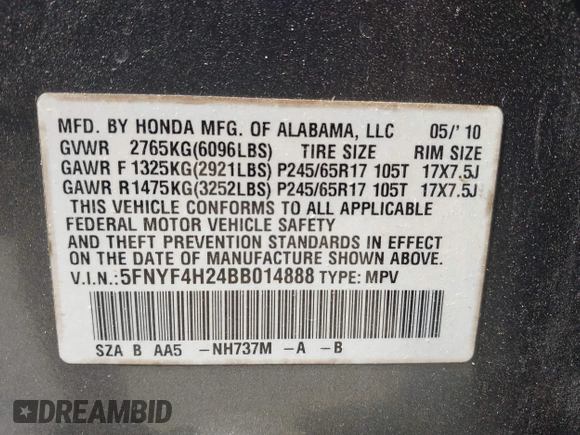 MFD. BY HONDA MFG. OF ALABAMA, LLC 05/'10
GVWR 2765KG(6096LBS) TIRE SIZE RIM SIZE
GAWR F 1325KG(2921LBS) P245/65R17 105T 17X7.5J
GAWR R1475KG(3252LBS) P245/65R17 105T 17X7.5J
THIS VEHICLE CONFORMS TO ALL APPLICABLE
FEDERAL MOTOR VEHICLE SAFETY
AND THEFT PREVENTION STANDARDS IN EFFECT
ON THE DATE OF MANUFACTURE SHOWN ABOVE.
V.I.N.: 5FNYF4H24BB014888 TYPE: MPV
SZA B AA5 -NH737M -A -B
DREAMBID